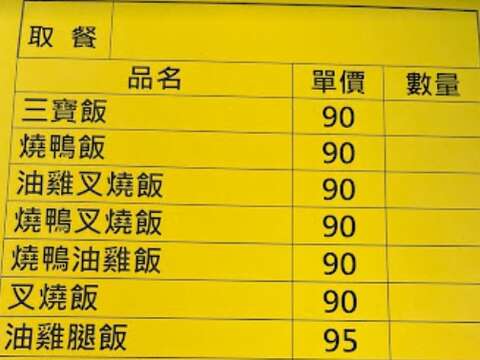 取 餐
品名 單價 數量
三寶飯 90
燒鴨飯 90
油雞叉燒飯 90
燒鴨叉燒飯 90
燒鴨油雞飯 90
叉燒飯 90
油雞腿飯 95